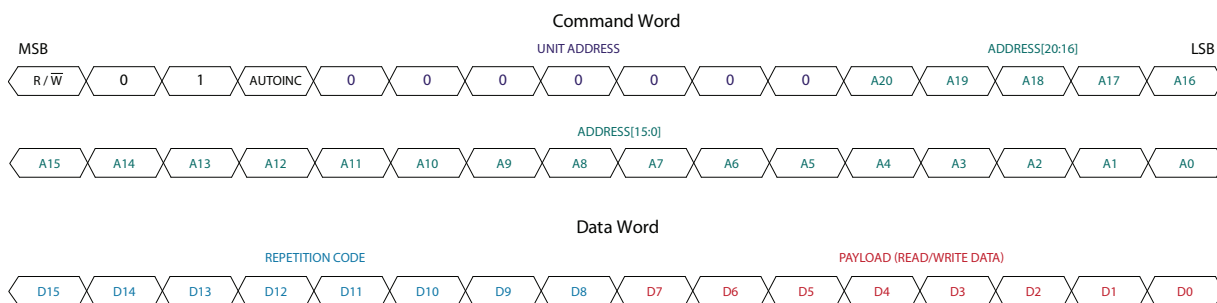 Command Word
MSB UNIT ADDRESS ADDRESS[20:16] LSB
R / W̅ 0 1 AUTOINC 0 0 0 0 0 0 0 A20 A19 A18 A17 A16
ADDRESS[15:0]
A15 A14 A13 A12 A11 A10 A9 A8 A7 A6 A5 A4 A3 A2 A1 A0
Data Word
REPETITION CODE PAYLOAD (READ/WRITE DATA)
D15 D14 D13 D12 D11 D10 D9 D8 D7 D6 D5 D4 D3 D2 D1 D0